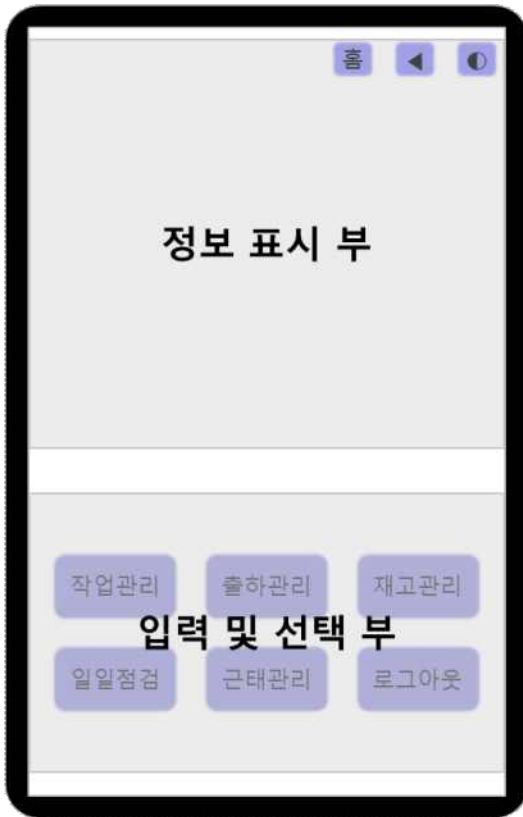 홈 ◀ ◐
정보 표시 부
작업관리 출하관리 재고관리
입력 및 선택 부
일일점검 근태관리 로그아웃